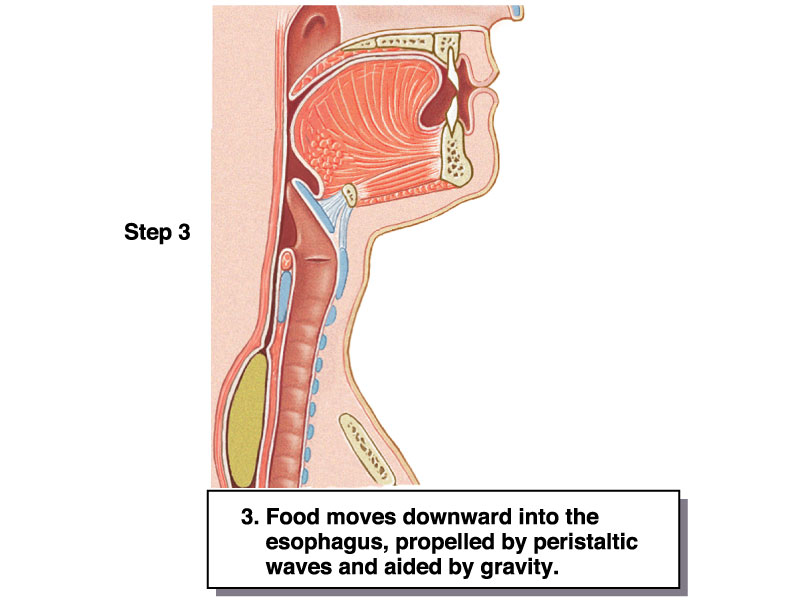 Step 3
3. Food moves downward into the
esophagus, propelled by peristaltic
waves and aided by gravity.